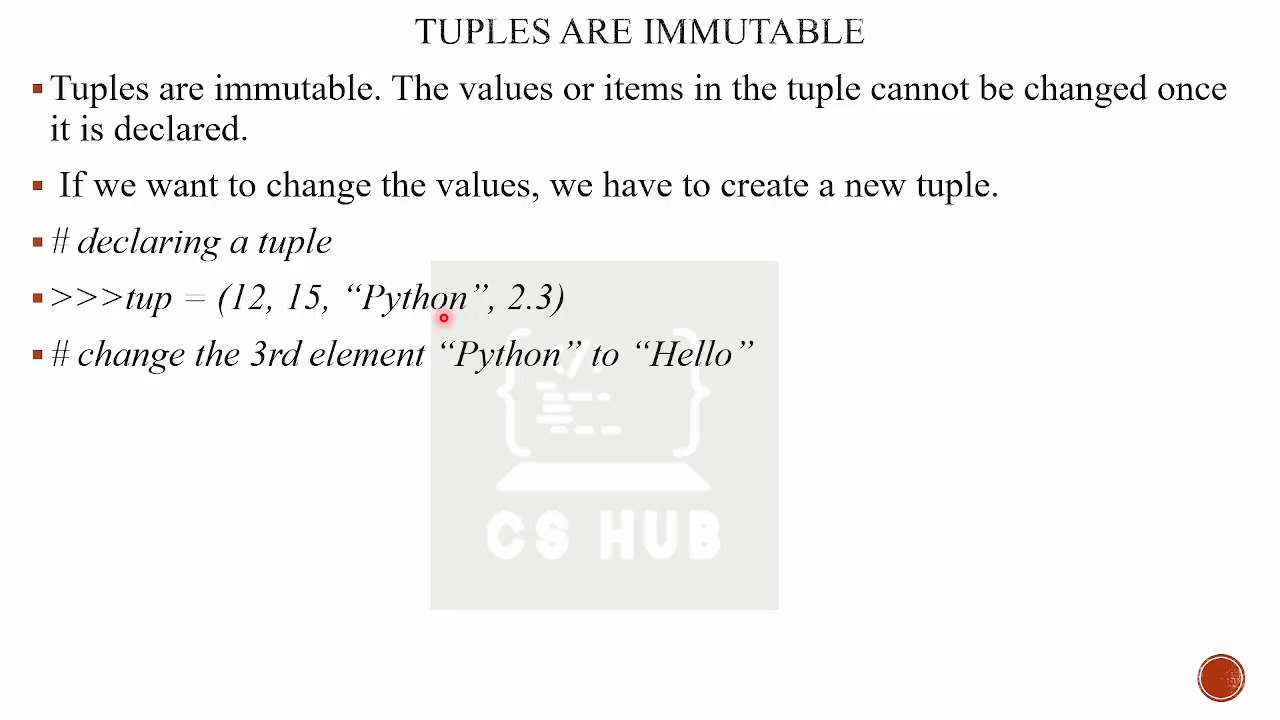 TUPLES ARE IMMUTABLE
Tuples are immutable. The values or items in the tuple cannot be changed once
it is declared.
If we want to change the values, we have to create a new tuple.
# declaring a tuple
>>>tup = (12, 15, “Python”, 2.3)
# change the 3rd element “Python” to “Hello”
</>
CS HUB